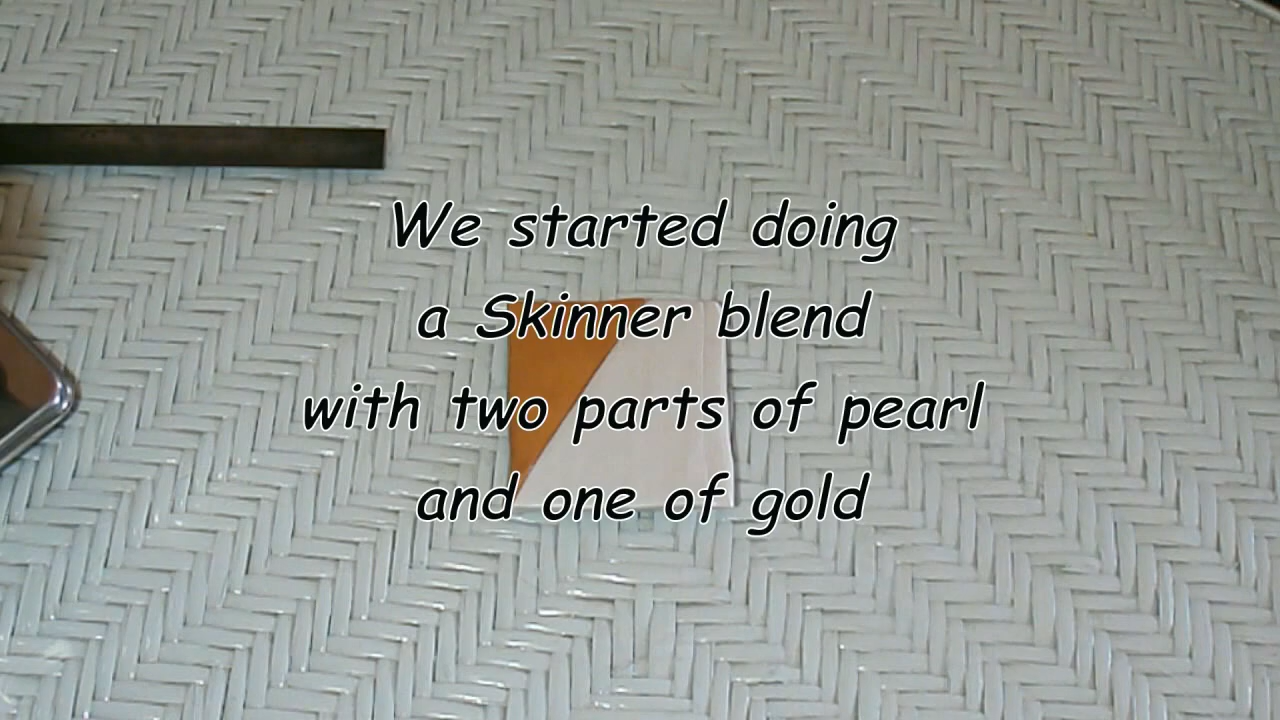 We started doing
a Skinner blend
with two parts of pearl
and one of gold